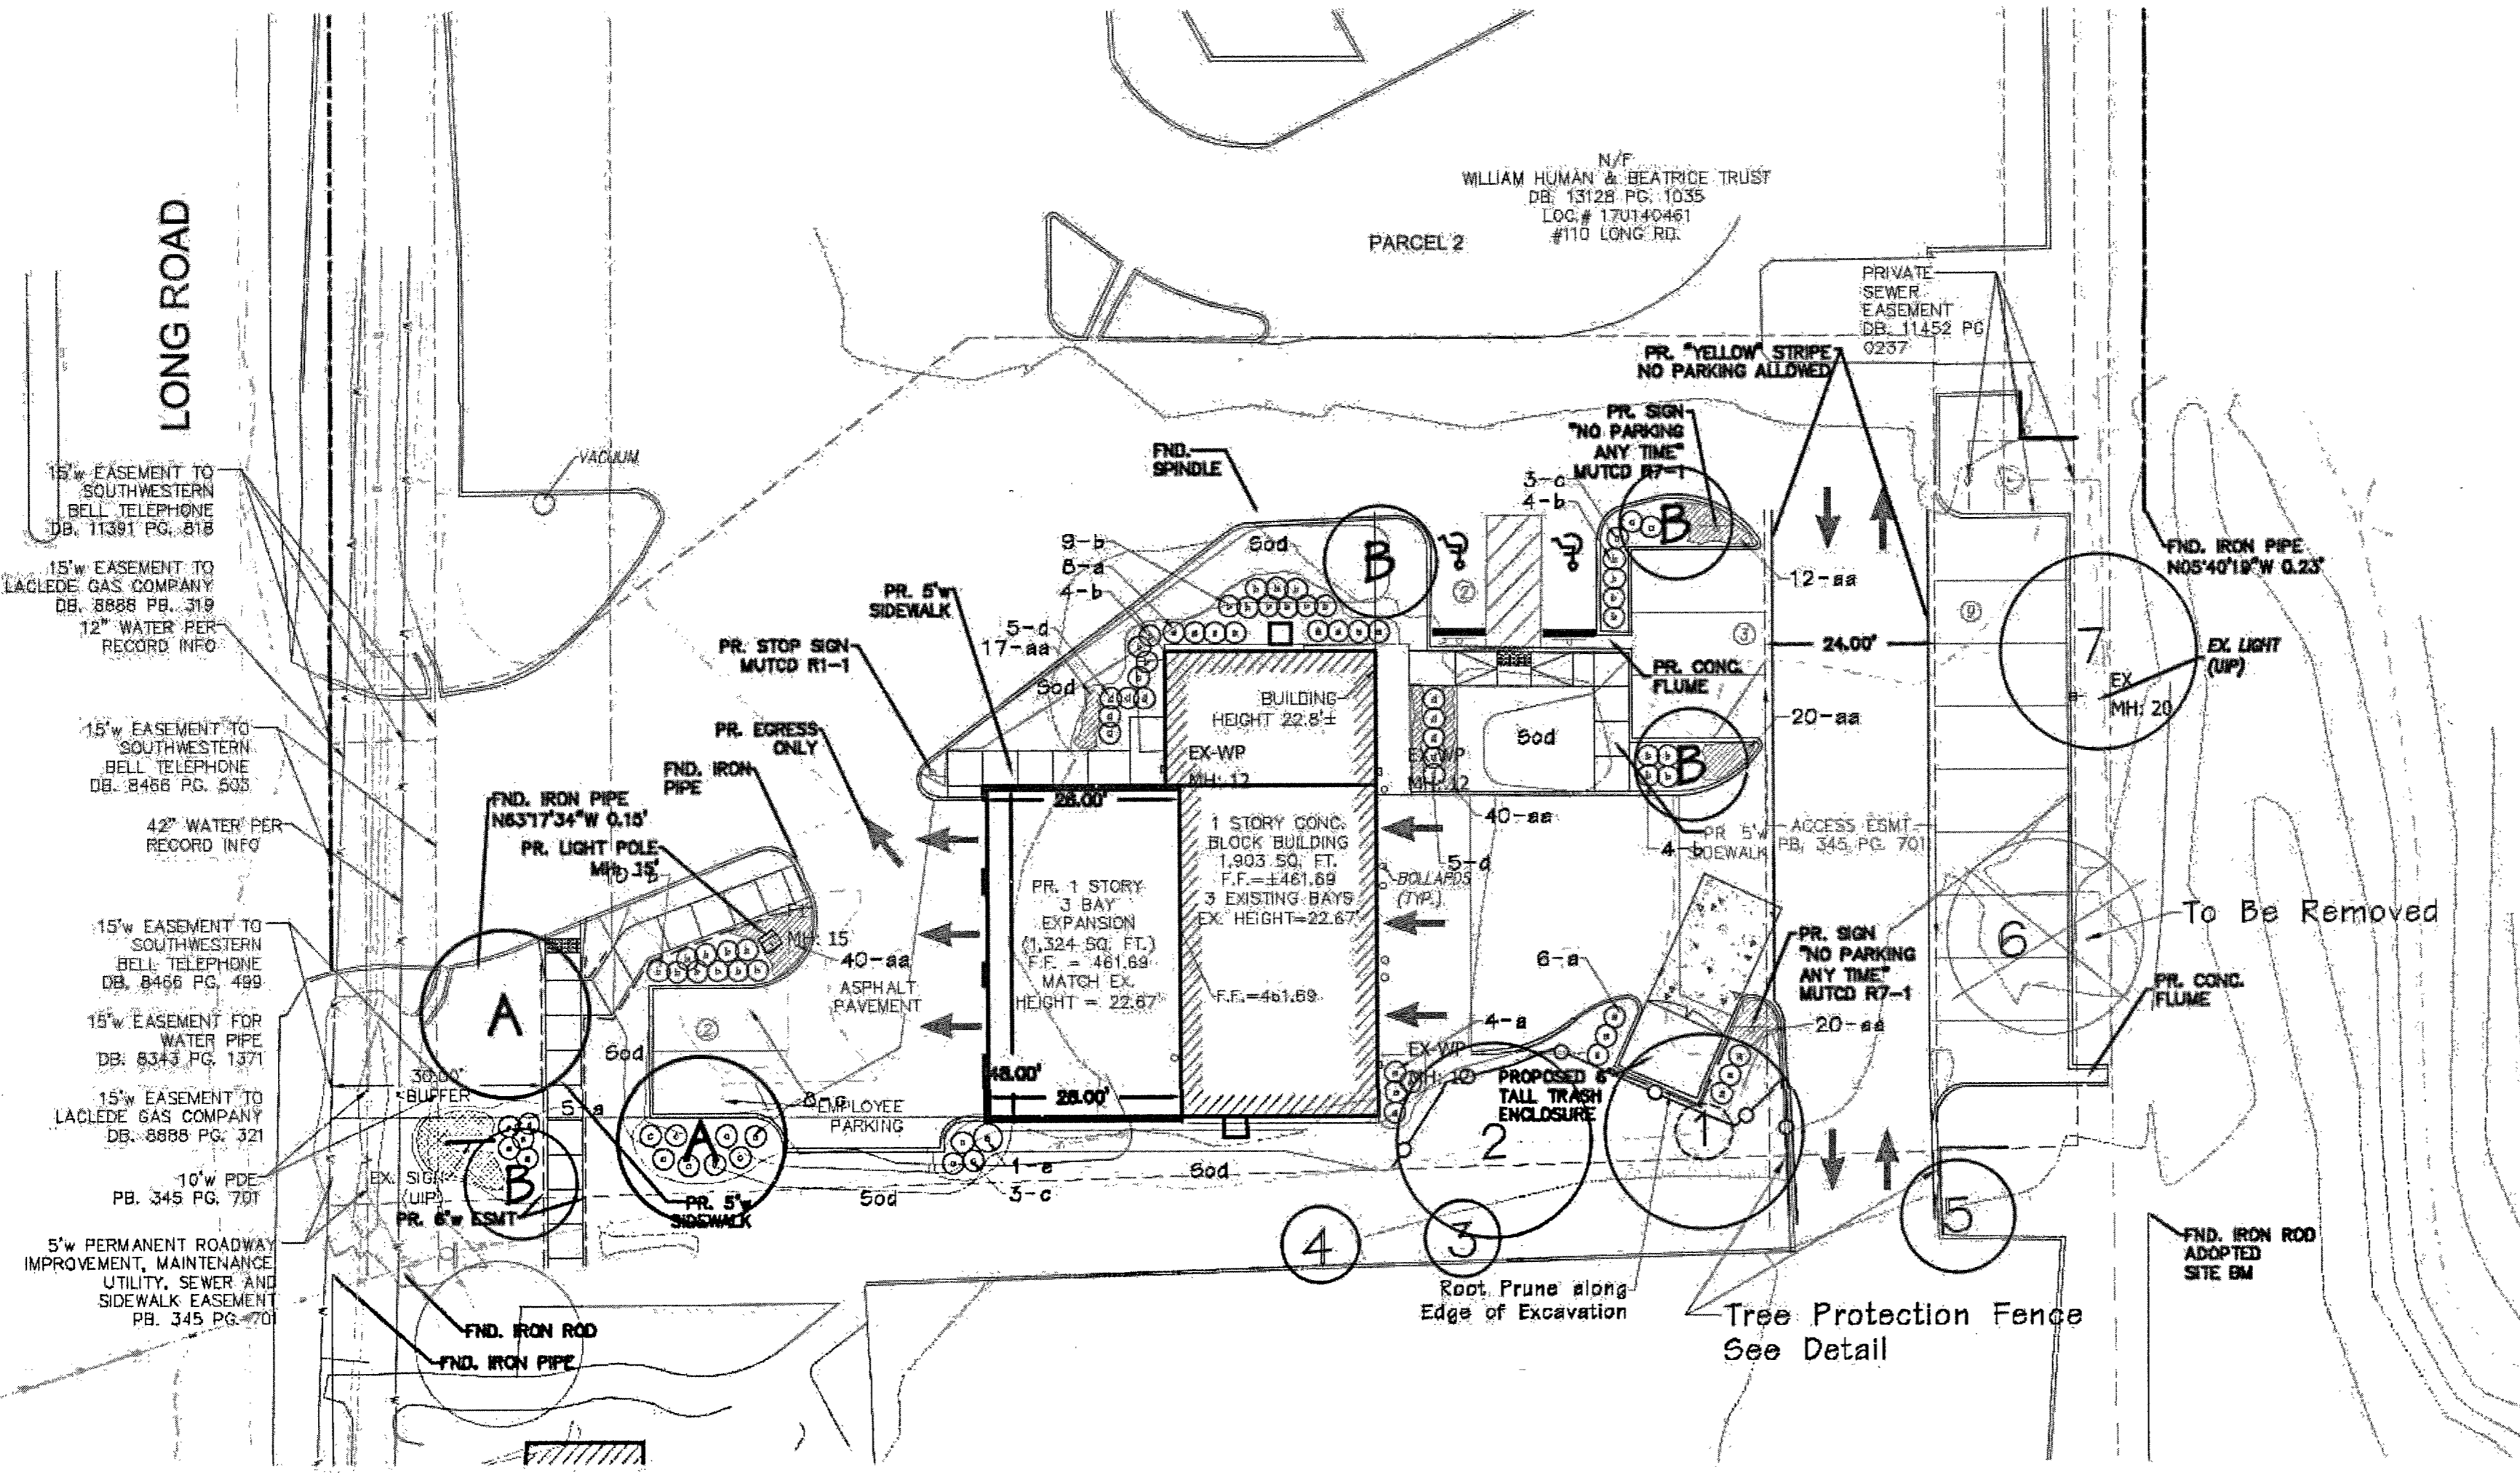 N/F
WILLIAM HUMAN & BEATRICE TRUST
DB. 13128 PG. 1035
LOC.# 17U140461
#110 LONG RD.
PARCEL 2
LONG ROAD
PRIVATE
SEWER
EASEMENT
DB. 11452 PG
0237
PR. "YELLOW" STRIPE
NO PARKING ALLOWED
PR. SIGN
"NO PARKING
ANY TIME"
MUTCD R7-1
3-c
4-b
B
12-aa
FND.
SPINDLE
VACUUM
15'w EASEMENT TO
SOUTHWESTERN
BELL TELEPHONE
DB. 11391 PG. 818
15'w EASEMENT TO
LACLEDE GAS COMPANY
DB. 8888 PB. 319
12" WATER PER
RECORD INFO
15'w EASEMENT TO
SOUTHWESTERN
BELL TELEPHONE
DB. 8466 PG. 503
42" WATER PER
RECORD INFO
15'w EASEMENT TO
SOUTHWESTERN
BELL TELEPHONE
DB. 8466 PG. 499
15'w EASEMENT FOR
WATER PIPE
DB. 8343 PG. 1371
15'w EASEMENT TO
LACLEDE GAS COMPANY
DB. 8888 PG. 321
10'w PDE
PB. 345 PG. 701
5'w PERMANENT ROADWAY
IMPROVEMENT, MAINTENANCE
UTILITY, SEWER AND
SIDEWALK EASEMENT
PB. 345 PG. 701
9-b
8-a
4-b
5-d
17-aa
Sod
B
Sod
2
3
9
24.00'
PR. 5'w
SIDEWALK
PR. STOP SIGN
MUTCD R1-1
PR. EGRESS
ONLY
FND. IRON
PIPE
FND. IRON PIPE
N63°17'34"W 0.15'
PR. LIGHT POLE
MH: 15'
MH: 15
40-aa
ASPHALT
PAVEMENT
BUILDING
HEIGHT 22.8'±
EX-WP
MH: 12
EX-WP
MH: 12
Sod
PR. CONC.
FLUME
B
20-aa
40-aa
4-b
5-d
PR 5'w
SIDEWALK
ACCESS ESMT
PB. 345 PG. 701
26.00'
1 STORY CONC.
BLOCK BUILDING
1,903 SQ. FT.
F.F.=±461.69
3 EXISTING BAYS
EX. HEIGHT=22.67'
PR. 1 STORY
3 BAY
EXPANSION
(1,324 SQ. FT.)
F.F. = 461.69
MATCH EX.
HEIGHT = 22.67'
F.F.=461.69
BOLLARDS
(TYP.)
48.00'
26.00'
FND. IRON PIPE
N05°40'19"W 0.23'
7
EX
MH: 20
EX. LIGHT
(UIP)
6
To Be Removed
PR. CONC.
FLUME
PR. SIGN
"NO PARKING
ANY TIME"
MUTCD R7-1
6-a
4-a
20-aa
EX-WP
PROPOSED 6'
TALL TRASH
ENCLOSURE
1
2
3
4
5
A
2
Sod
30.00'
BUFFER
5-a
EMPLOYEE
PARKING
A
B
EX. SIGN
(UIP)
PR. 6'w ESMT
PR. 5'w
SIDEWALK
Sod
1-e
3-c
Sod
Root Prune along
Edge of Excavation
Tree Protection Fence
See Detail
FND. IRON ROD
ADOPTED
SITE BM
FND. IRON ROD
FND. IRON PIPE